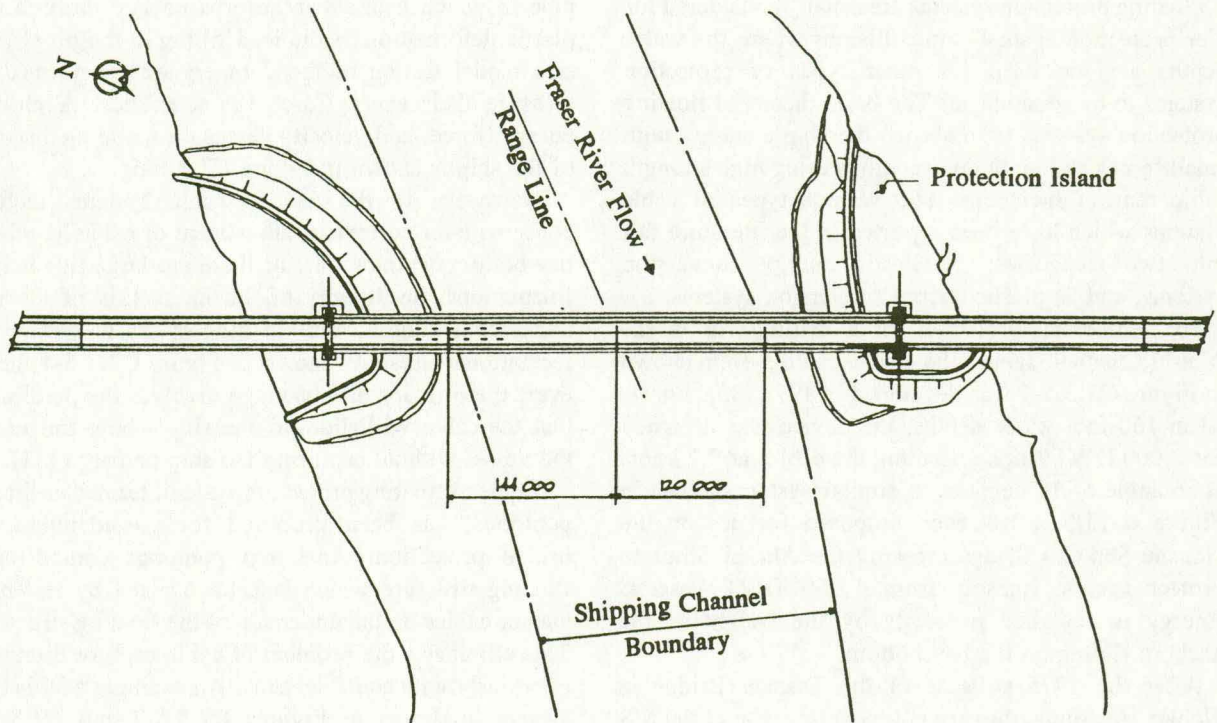 N
Fraser River Flow
Range Line
Protection Island
144 000
120 000
Shipping Channel
Boundary